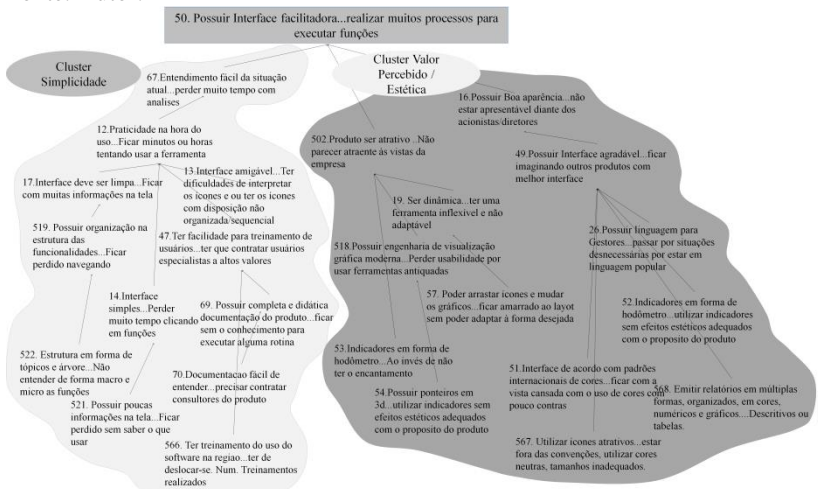 50. Possuir Interface facilitadora...realizar muitos processos para
executar funções
Cluster
Simplicidade
Cluster Valor
Percebido /
Estética
67.Entendimento fácil da situação
atual...perder muito tempo com
analises
16.Possuir Boa aparência...não
estar apresentável diante dos
acionistas/diretores
12.Praticidade na hora do
uso...Ficar minutos ou horas
tentando usar a ferramenta
502.Produto ser atrativo ..Não
parecer atraente às vistas da
empresa
49.Possuir Interface agradável...ficar
imaginando outros produtos com
melhor interface
17.Interface deve ser limpa...Ficar
com muitas informações na tela
13.Interface amigável...Ter
dificuldades de interpretar
os ícones e ou ter os ícones
com disposição não
organizada/sequencial
19. Ser dinâmica...ter uma
ferramenta inflexivel e não
adaptável
519. Possuir organização na
estrutura das
funcionalidades...Ficar
perdido navegando
47.Ter facilidade para treinamento de
usuários...ter que contratar usuários
especialistas a altos valores
518.Possuir engenharia de visualização
gráfica moderna...Perder usabilidade por
usar ferramentas antiquadas
26.Possuir linguagem para
Gestores...passar por situações
desnecessárias por estar em
linguagem popular
14.Interface
simples...Perder
muito tempo clicando
em funções
69. Possuir completa e didática
documentação do produto...ficar
sem o conhecimento para
executar alguma rotina
57. Poder arrastar icones e mudar
os gráficos...ficar amarrado ao layot
sem poder adaptar à forma desejada
52.Indicadores em forma de
hodômetro...utilizar indicadores
sem efeitos estéticos adequados
com o proposito do produto
522. Estrutura em forma de
tópicos e árvore...Não
entender de forma macro e
micro as funções
70.Documentacao fácil de
entender...precisar contratar
consultores do produto
53.Indicadores em forma de
hodômetro...Ao invés de não
ter o encantamento
51.Interface de acordo com padrões
internacionais de cores...ficar com a
vista cansada com o uso de cores com
pouco contras
521. Possuir poucas
informações na tela...Ficar
perdido sem saber o que
usar
54.Possuir ponteiros em
3d...utilizar indicadores sem
efeitos estéticos adequados
com o proposito do produto
568. Emitir relatórios em múltiplas
formas, organizados, em cores,
numéricos e gráficos....Descritivos ou
tabelas.
566. Ter treinamento do uso do
software na regiao...ter de
deslocar-se. Num. Treinamentos
realizados
567. Utilizar ícones atrativos...estar
fora das convenções, utilizar cores
neutras, tamanhos inadequados.